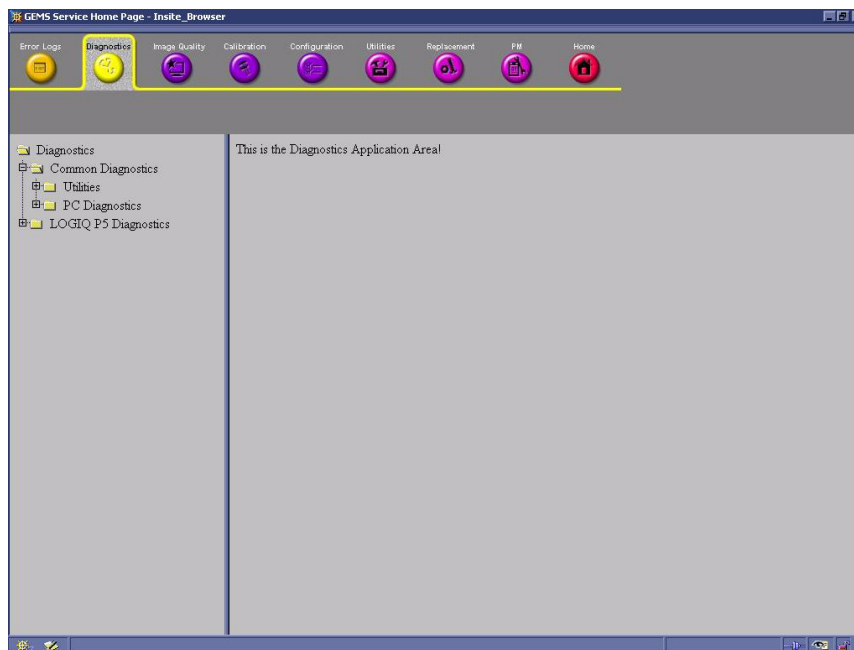 GEMS Service Home Page - Insite_Browser
Error Logs
Diagnostics
Image Quality
Calibration
Configuration
Utilities
Replacement
PM
Home
Diagnostics
Common Diagnostics
Utilities
PC Diagnostics
LOGIQ P5 Diagnostics
This is the Diagnostics Application Area!